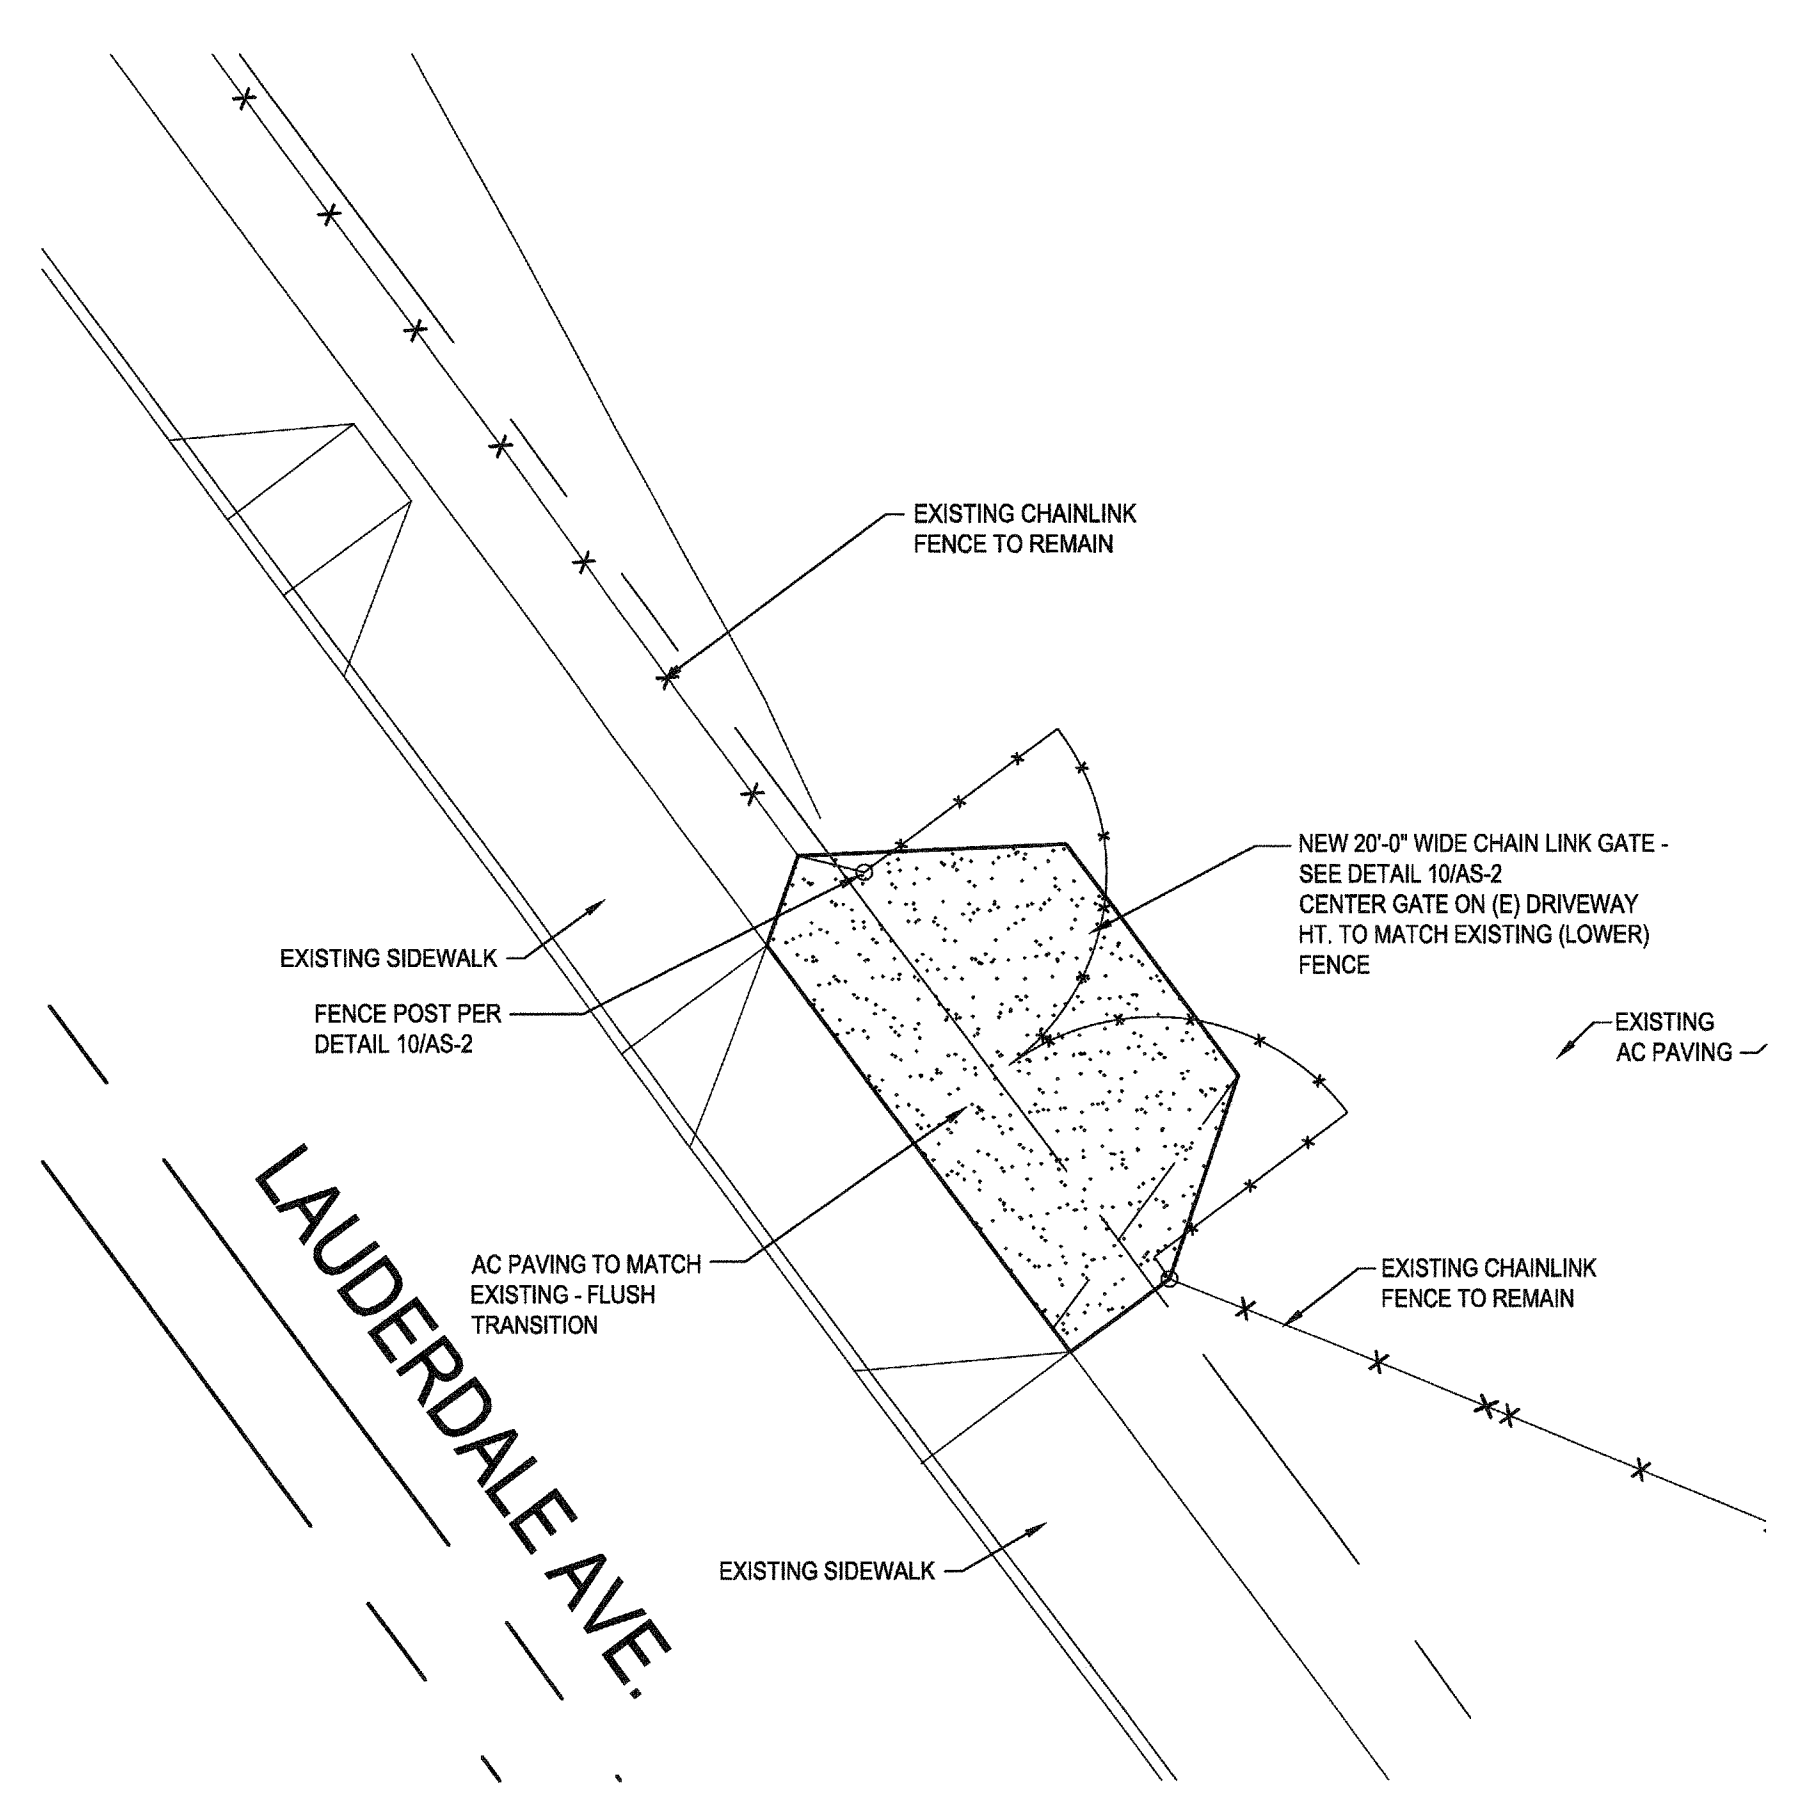 EXISTING CHAINLINK
FENCE TO REMAIN
NEW 20'-0" WIDE CHAIN LINK GATE -
SEE DETAIL 10/AS-2
CENTER GATE ON (E) DRIVEWAY
HT. TO MATCH EXISTING (LOWER)
FENCE
EXISTING SIDEWALK
FENCE POST PER
DETAIL 10/AS-2
EXISTING
AC PAVING
AC PAVING TO MATCH
EXISTING - FLUSH
TRANSITION
EXISTING CHAINLINK
FENCE TO REMAIN
LAUDERDALE AVE.
EXISTING SIDEWALK